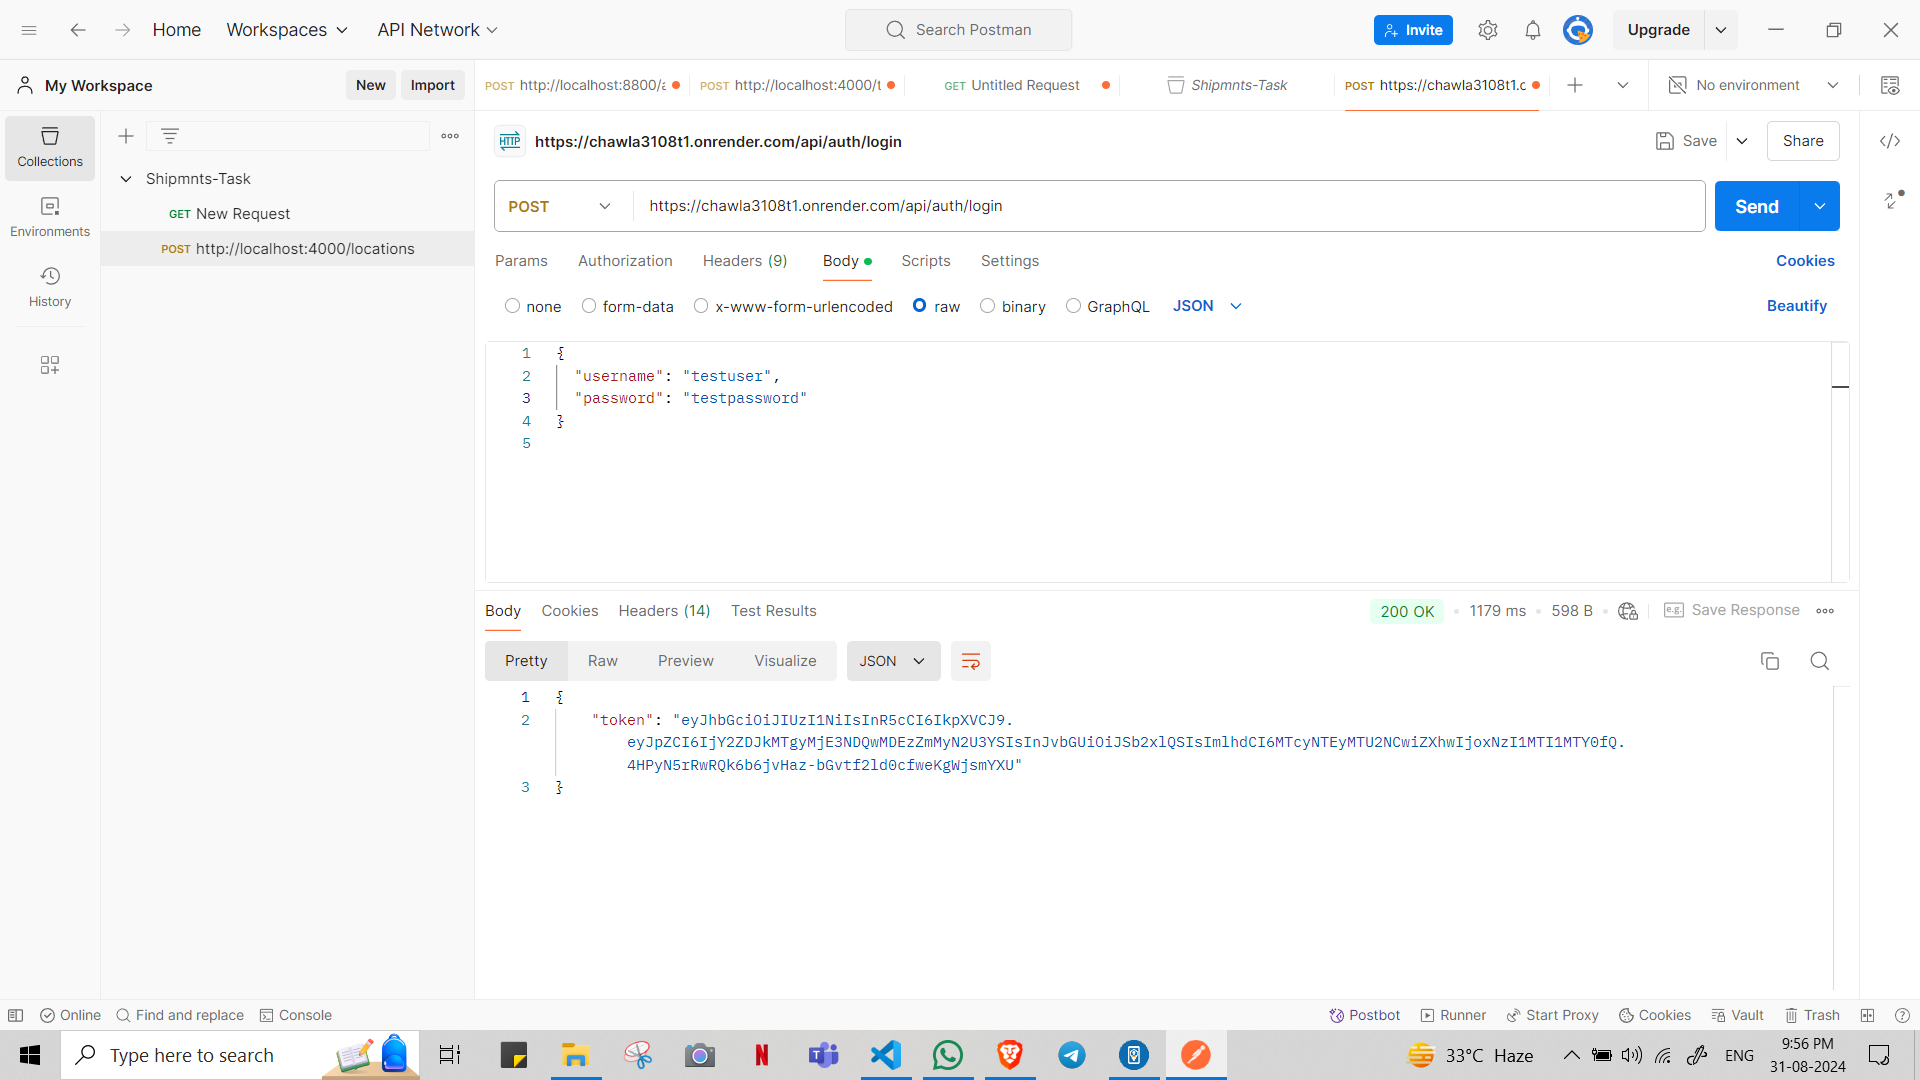 Home
Workspaces
API Network
Search Postman
Invite
Upgrade
My Workspace
New
Import
POST http://localhost:8800/a
POST http://localhost:4000/t
GET Untitled Request
Shipmnts-Task
POST https://chawla3108t1.c
No environment
Collections
Environments
History
Shipmnts-Task
GET New Request
POST http://localhost:4000/locations
HTTP https://chawla3108t1.onrender.com/api/auth/login
Save
Share
POST
https://chawla3108t1.onrender.com/api/auth/login
Send
Params
Authorization
Headers (9)
Body
Scripts
Settings
Cookies
none
form-data
x-www-form-urlencoded
raw
binary
GraphQL
JSON
Beautify
1 {
2 "username": "testuser",
3 "password": "testpassword"
4 }
5
Body
Cookies
Headers (14)
Test Results
200 OK
1179 ms
598 B
e.g. Save Response
Pretty
Raw
Preview
Visualize
JSON
1 {
2 "token": "eyJhbGciOiJIUzI1NiIsInR5cCI6IkpXVCJ9.
eyJpZCI6IjY2ZDJkMTgyMjE3NDQwMDEzZmMyN2U3YSIsInJvbGUiOiJSb2xlQSIsImlhdCI6MTcyNTEyMTU2NCwiZXhwIjoxNzI1MTI1MTY0fQ.
4HPyN5rRwRQk6b6jvHaz-bGvtf2ld0cfweKgWjsmYXU"
3 }
Online
Find and replace
Console
Postbot
Runner
Start Proxy
Cookies
Vault
Trash
Type here to search
33°C Haze
ENG
9:56 PM
31-08-2024